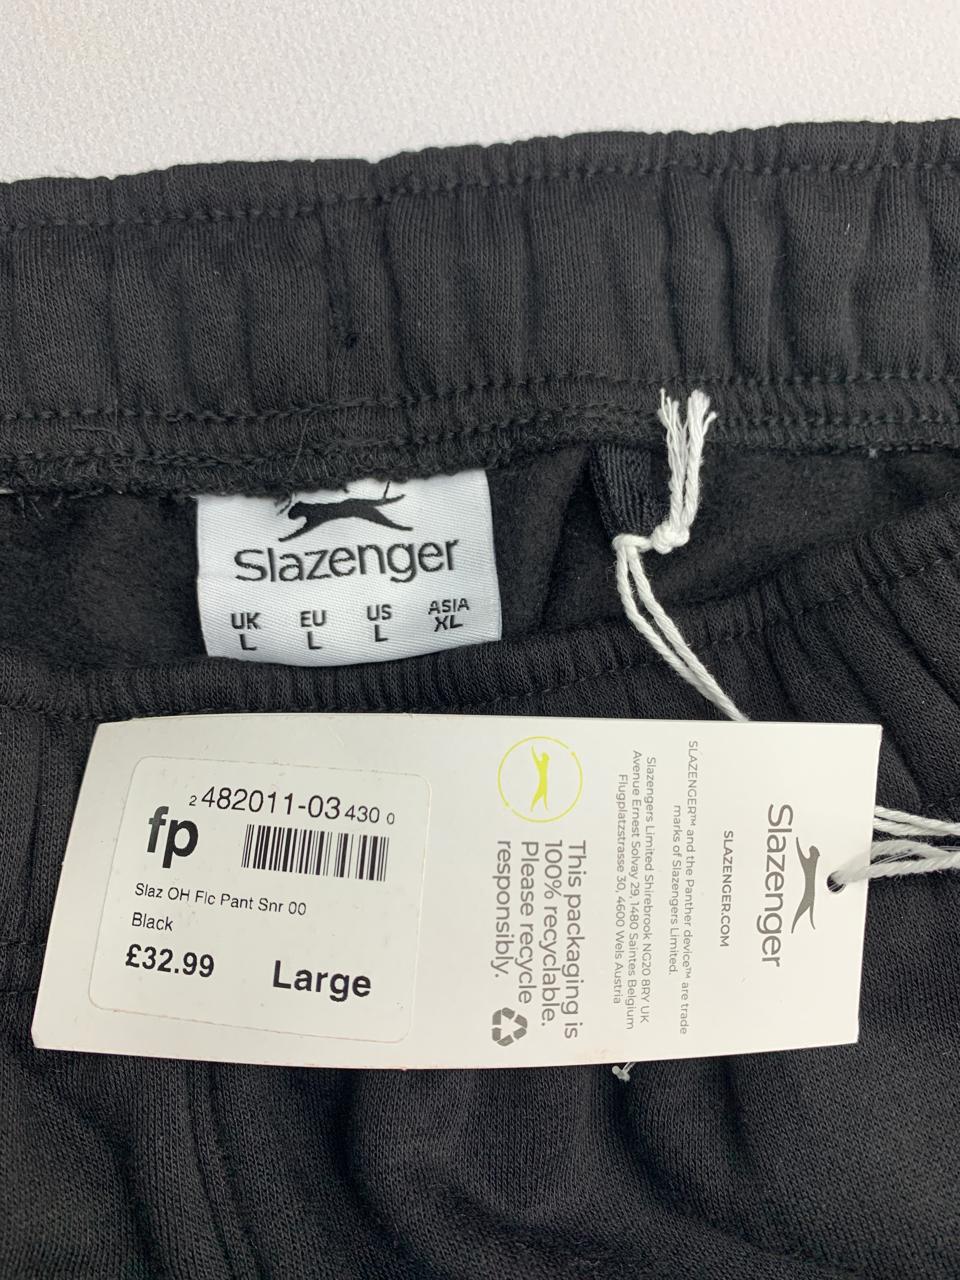 Slazenger
UK EU US ASIA
L L L XL
2 482011-03 430 0
fp
Slaz OH Flc Pant Snr 00
Black
£32.99 Large
This packaging is
100% recyclable.
Please recycle
responsibly.
SLAZENGER™ and the Panther device™ are trade
marks of Slazengers Limited.
Slazengers Limited Shirebrook NG20 8RY UK
Avenue Ernest Solvay 29, 1480 Saintes Belgium
Flugplatzstrasse 30, 4600 Wels Austria
SLAZENGER.COM
Slazenger